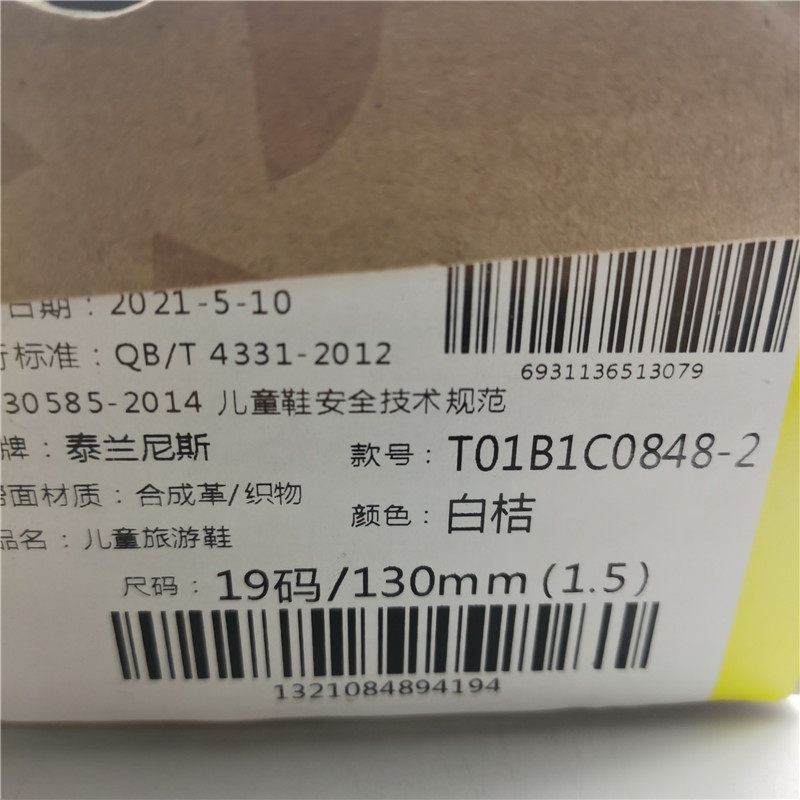 日期：2021-5-10
标准：QB/T 4331-2012
6931136513079
30585-2014 儿童鞋安全技术规范
牌：泰兰尼斯
款号：T01B1C0848-2
面材质：合成革/织物
颜色：白桔
品名：儿童旅游鞋
尺码：19码/130mm(1.5)
1321084894194